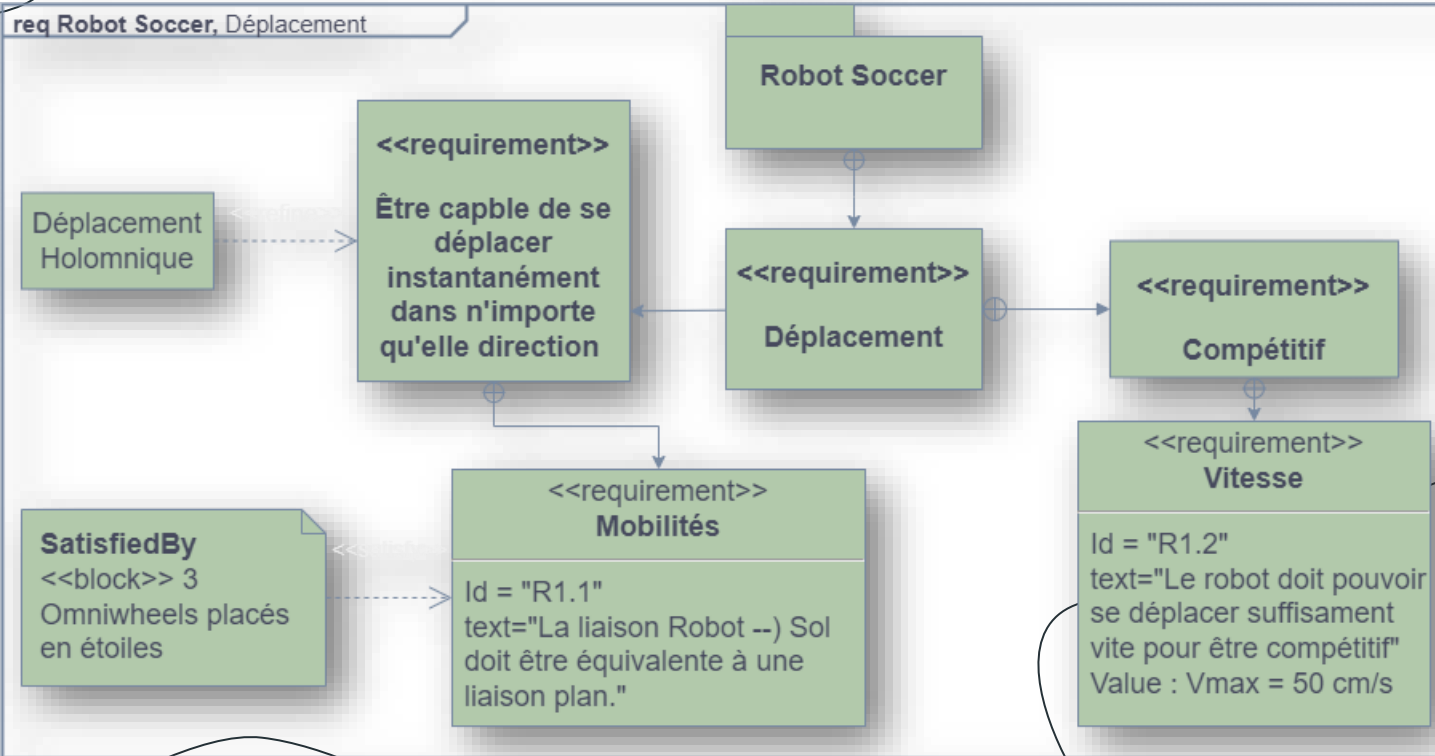 req Robot Soccer, Déplacement
Robot Soccer
<<requirement>>
Être capble de se
déplacer
instantanément
dans n'importe
qu'elle direction
Déplacement
Holomnique
<<requirement>>
Déplacement
<<requirement>>
Compétitif
<<requirement>>
Mobilités
Id = "R1.1"
text="La liaison Robot --) Sol
doit être équivalente à une
liaison plan."
SatisfiedBy
<<block>> 3
Omniwheels placés
en étoiles
<<requirement>>
Vitesse
Id = "R1.2"
text="Le robot doit pouvoir
se déplacer suffisament
vite pour être compétitif"
Value : Vmax = 50 cm/s